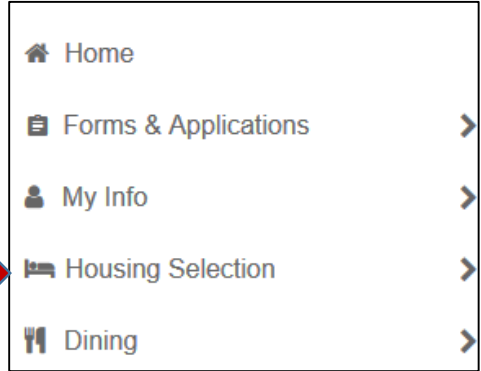 Home
Forms & Applications
My Info
Housing Selection
Dining